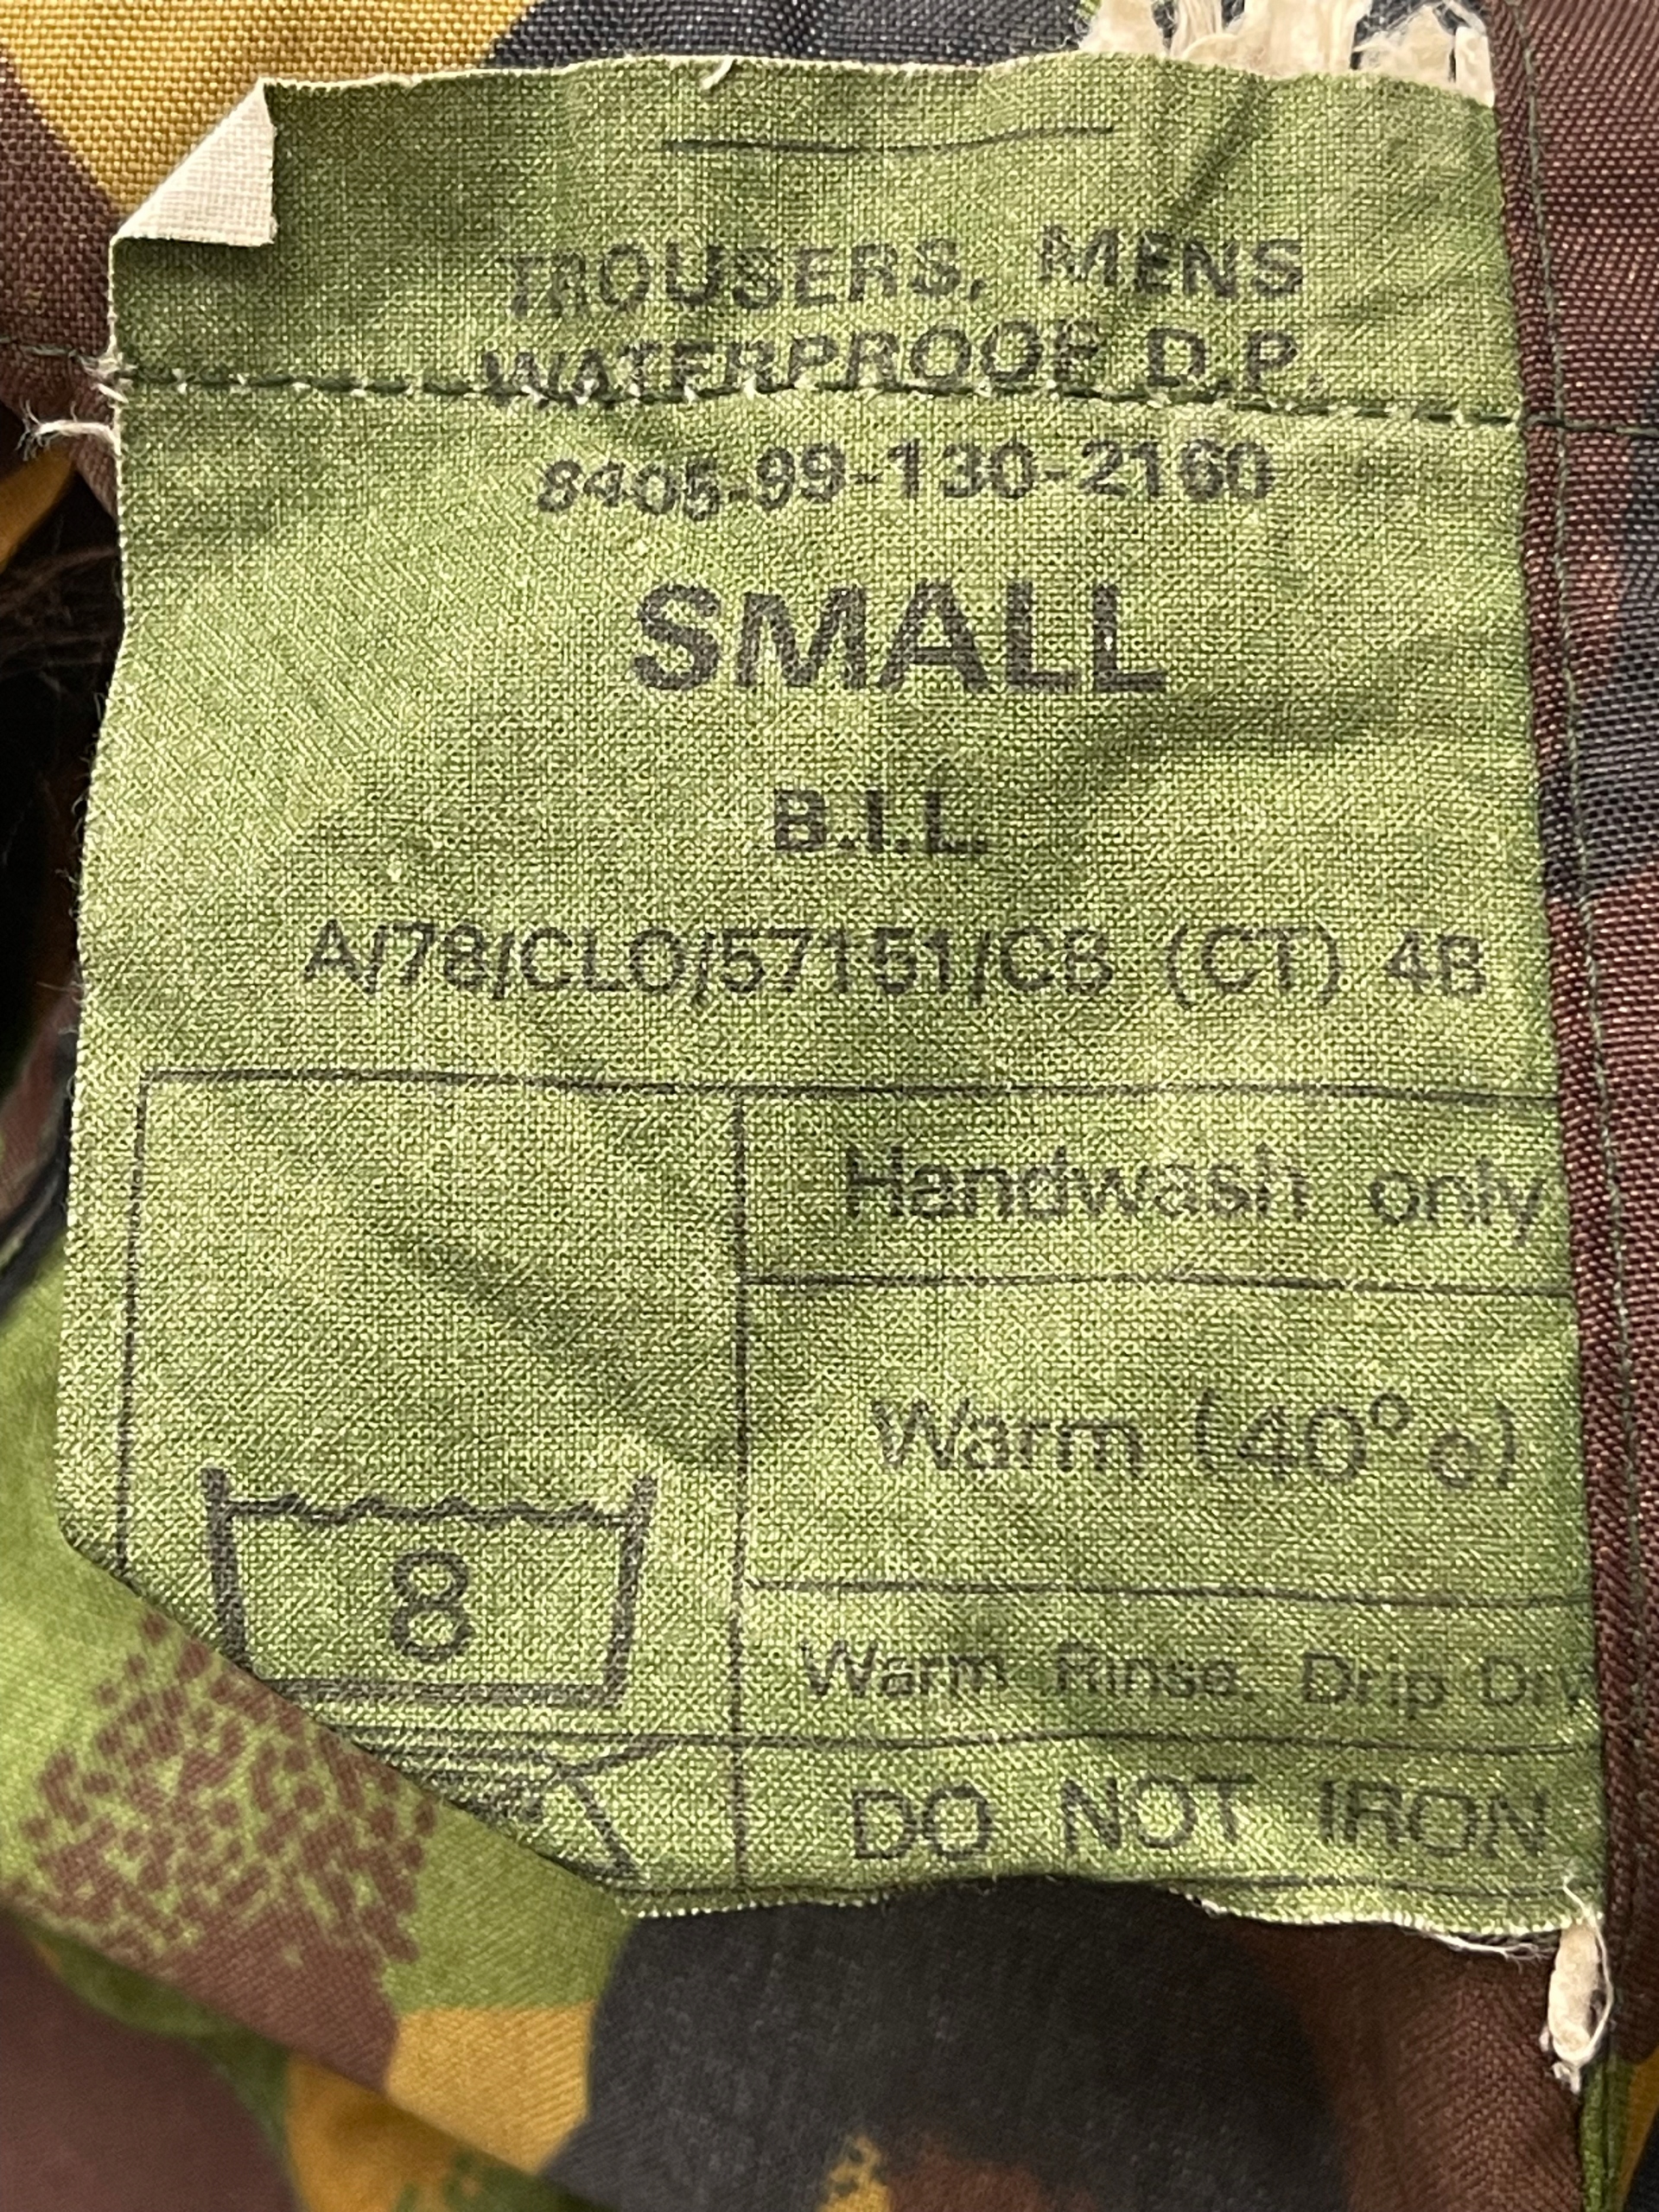 TROUSERS, MENS
WATERPROOF D.P.
8405-99-130-2160
SMALL
B.I.L.
A/78/CLO/57151/CB (CT) 4B
Handwash only
Warm (40°c)
8
Warm Rinse. Drip Dry
DO NOT IRON